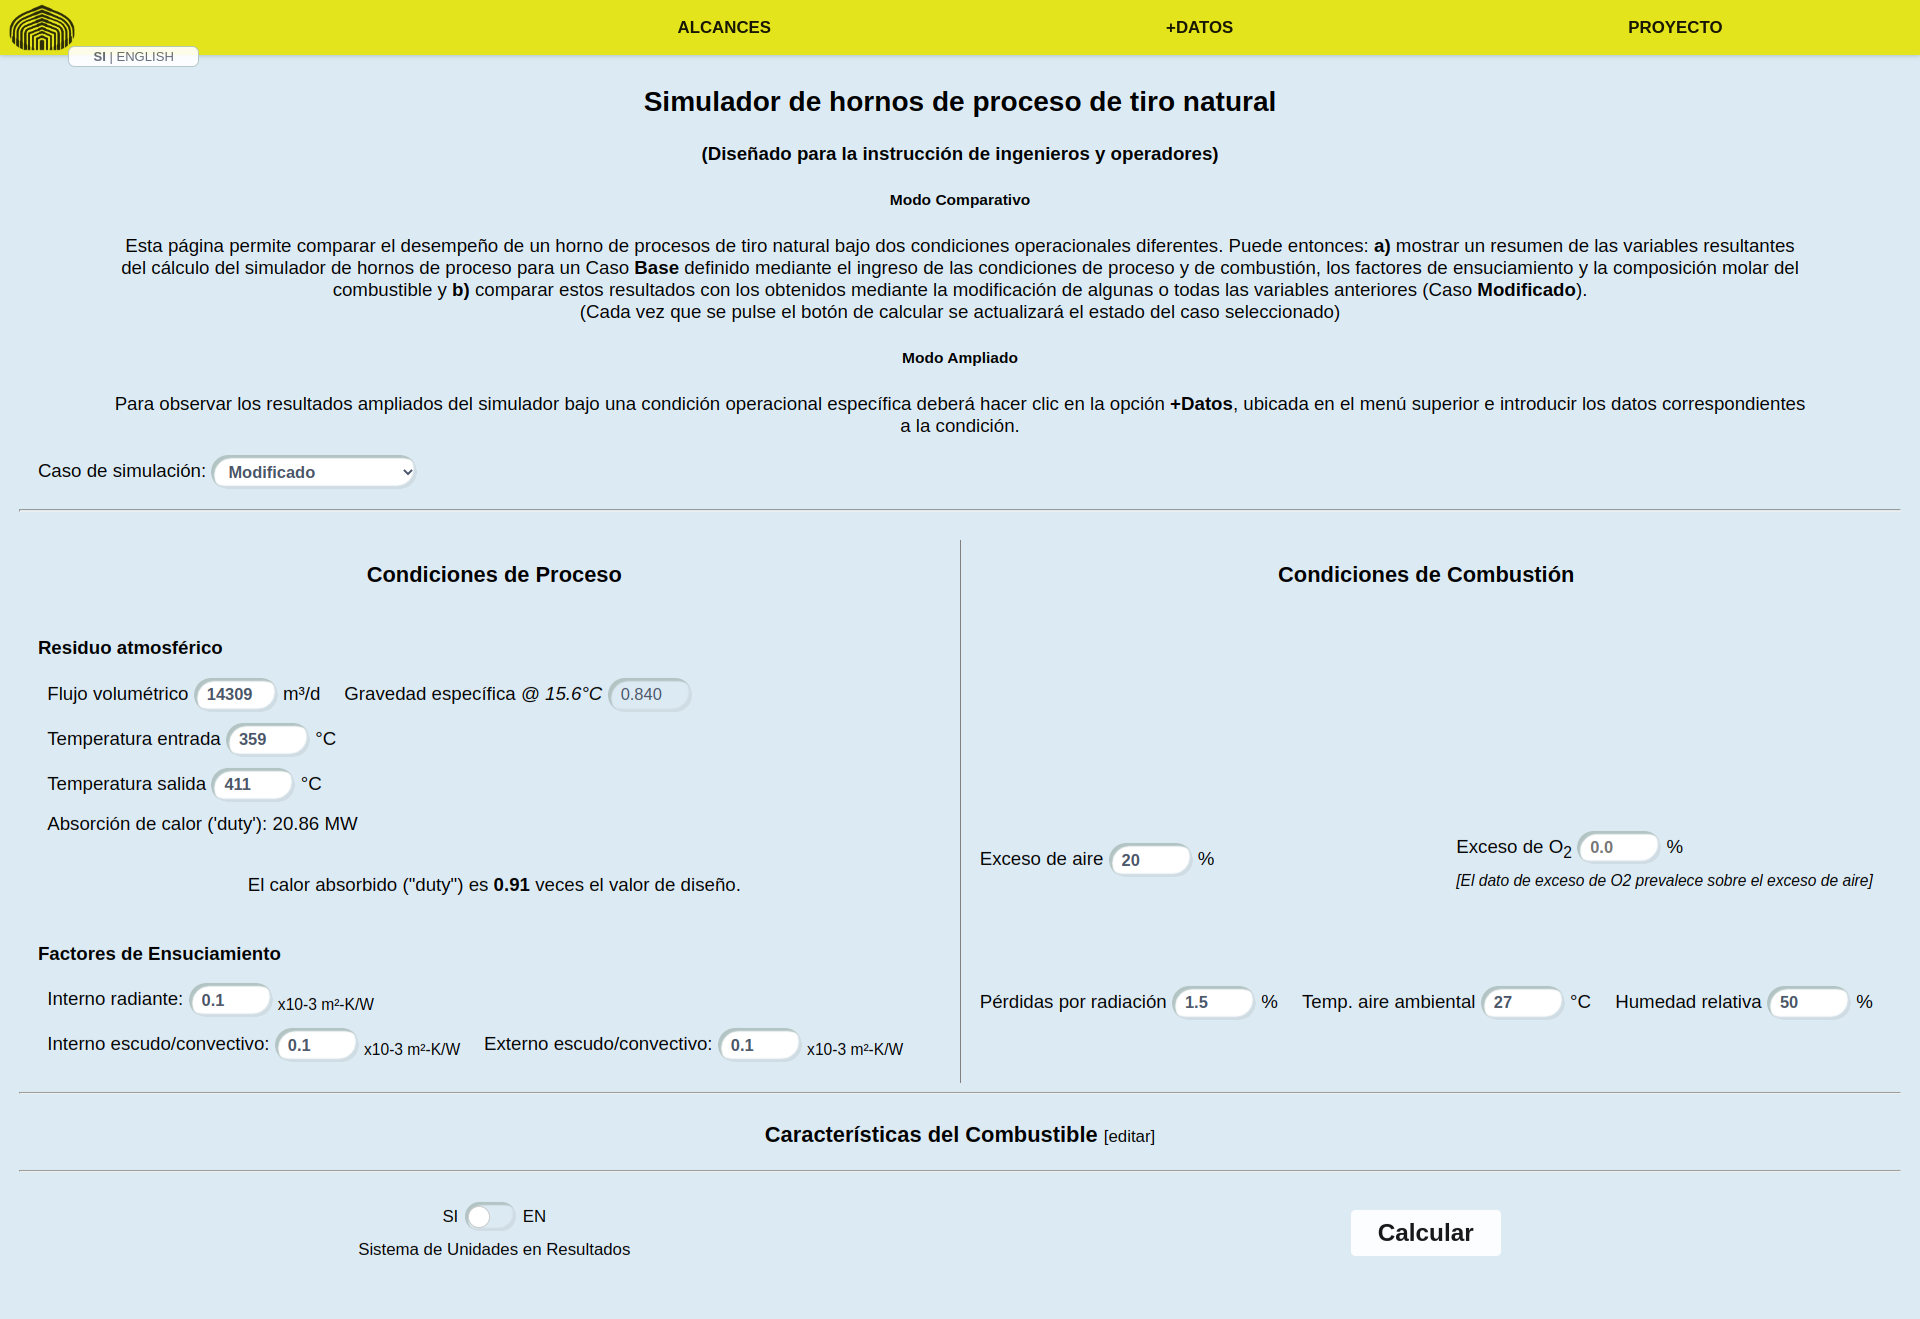 ALCANCES +DATOS PROYECTO
SI | ENGLISH
Simulador de hornos de proceso de tiro natural
(Diseñado para la instrucción de ingenieros y operadores)
Modo Comparativo
Esta página permite comparar el desempeño de un horno de procesos de tiro natural bajo dos condiciones operacionales diferentes. Puede entonces: a) mostrar un resumen de las variables resultantes
del cálculo del simulador de hornos de proceso para un Caso Base definido mediante el ingreso de las condiciones de proceso y de combustión, los factores de ensuciamiento y la composición molar del
combustible y b) comparar estos resultados con los obtenidos mediante la modificación de algunas o todas las variables anteriores (Caso Modificado).
(Cada vez que se pulse el botón de calcular se actualizará el estado del caso seleccionado)
Modo Ampliado
Para observar los resultados ampliados del simulador bajo una condición operacional específica deberá hacer clic en la opción +Datos, ubicada en el menú superior e introducir los datos correspondientes
a la condición.
Caso de simulación: Modificado
Condiciones de Proceso
Residuo atmosférico
Flujo volumétrico 14309 m³/d Gravedad específica @ 15.6°C 0.840
Temperatura entrada 359 °C
Temperatura salida 411 °C
Absorción de calor ('duty'): 20.86 MW
El calor absorbido ("duty") es 0.91 veces el valor de diseño.
Factores de Ensuciamiento
Interno radiante: 0.1 x10-3 m²-K/W
Interno escudo/convectivo: 0.1 x10-3 m²-K/W Externo escudo/convectivo: 0.1 x10-3 m²-K/W
Condiciones de Combustión
Exceso de aire 20 %
Exceso de O2 0.0 %
[El dato de exceso de O2 prevalece sobre el exceso de aire]
Pérdidas por radiación 1.5 % Temp. aire ambiental 27 °C Humedad relativa 50 %
Características del Combustible [editar]
SI EN
Sistema de Unidades en Resultados
Calcular